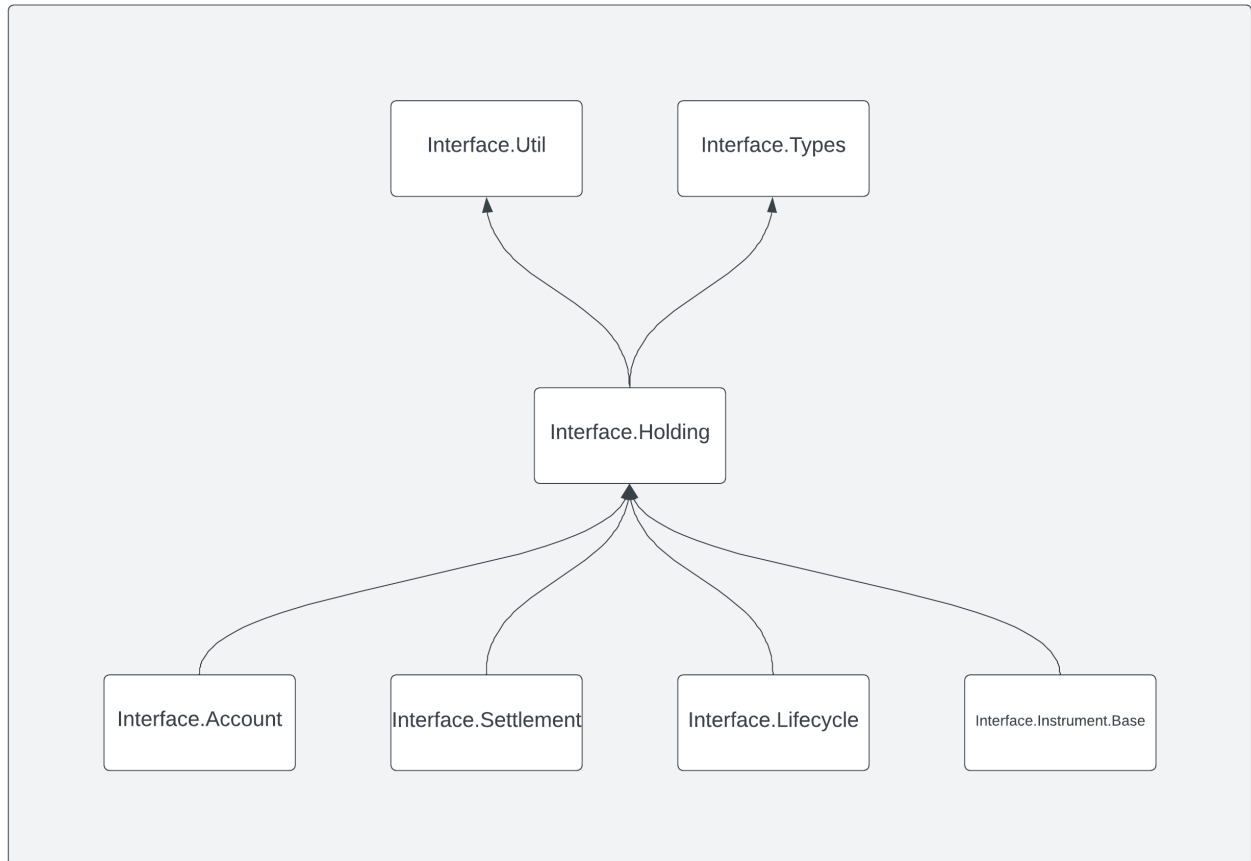 Interface.Util
Interface.Types
Interface.Holding
Interface.Account
Interface.Settlement
Interface.Lifecycle
Interface.Instrument.Base